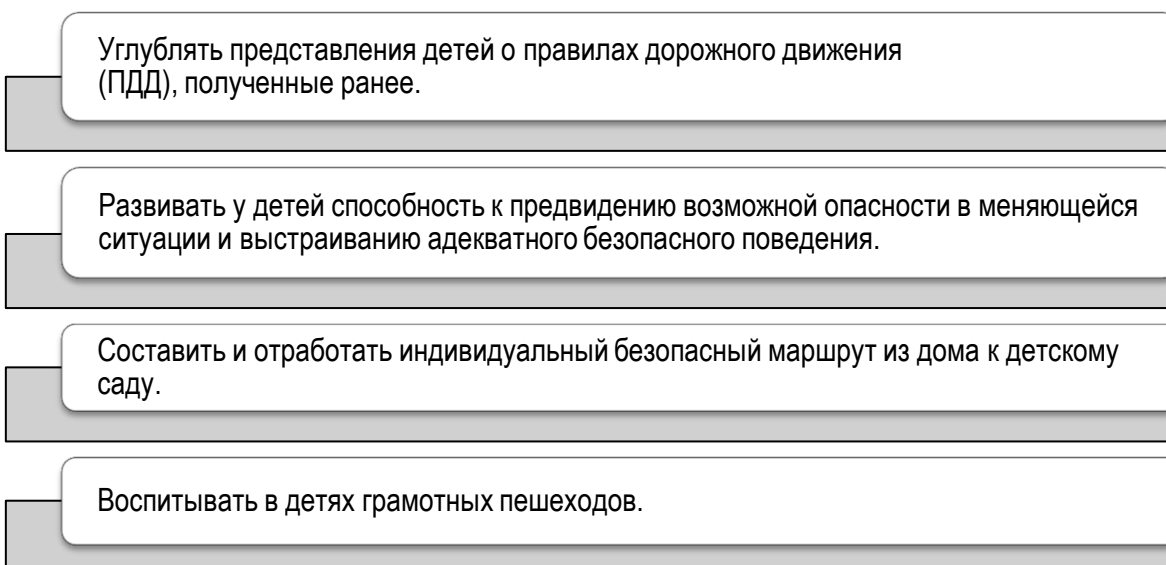 Углублять представления детей о правилах дорожного движения
(ПДД), полученные ранее.
Развивать у детей способность к предвидению возможной опасности в меняющейся
ситуации и выстраиванию адекватного безопасного поведения.
Составить и отработать индивидуальный безопасный маршрут из дома к детскому
саду.
Воспитывать в детях грамотных пешеходов.